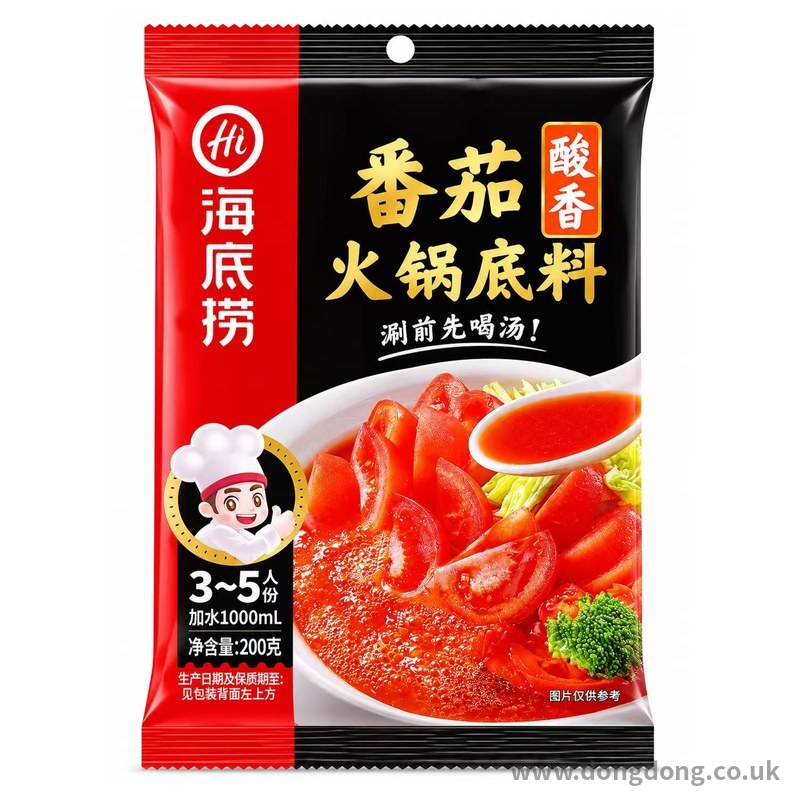 Hi
海底捞
番茄
酸香
火锅底料
涮前先喝汤!
3~5人份
加水1000mL
净含量:200克
生产日期及保质期至:
见包装背面左上方
图片仅供参考
www.dongdong.co.uk